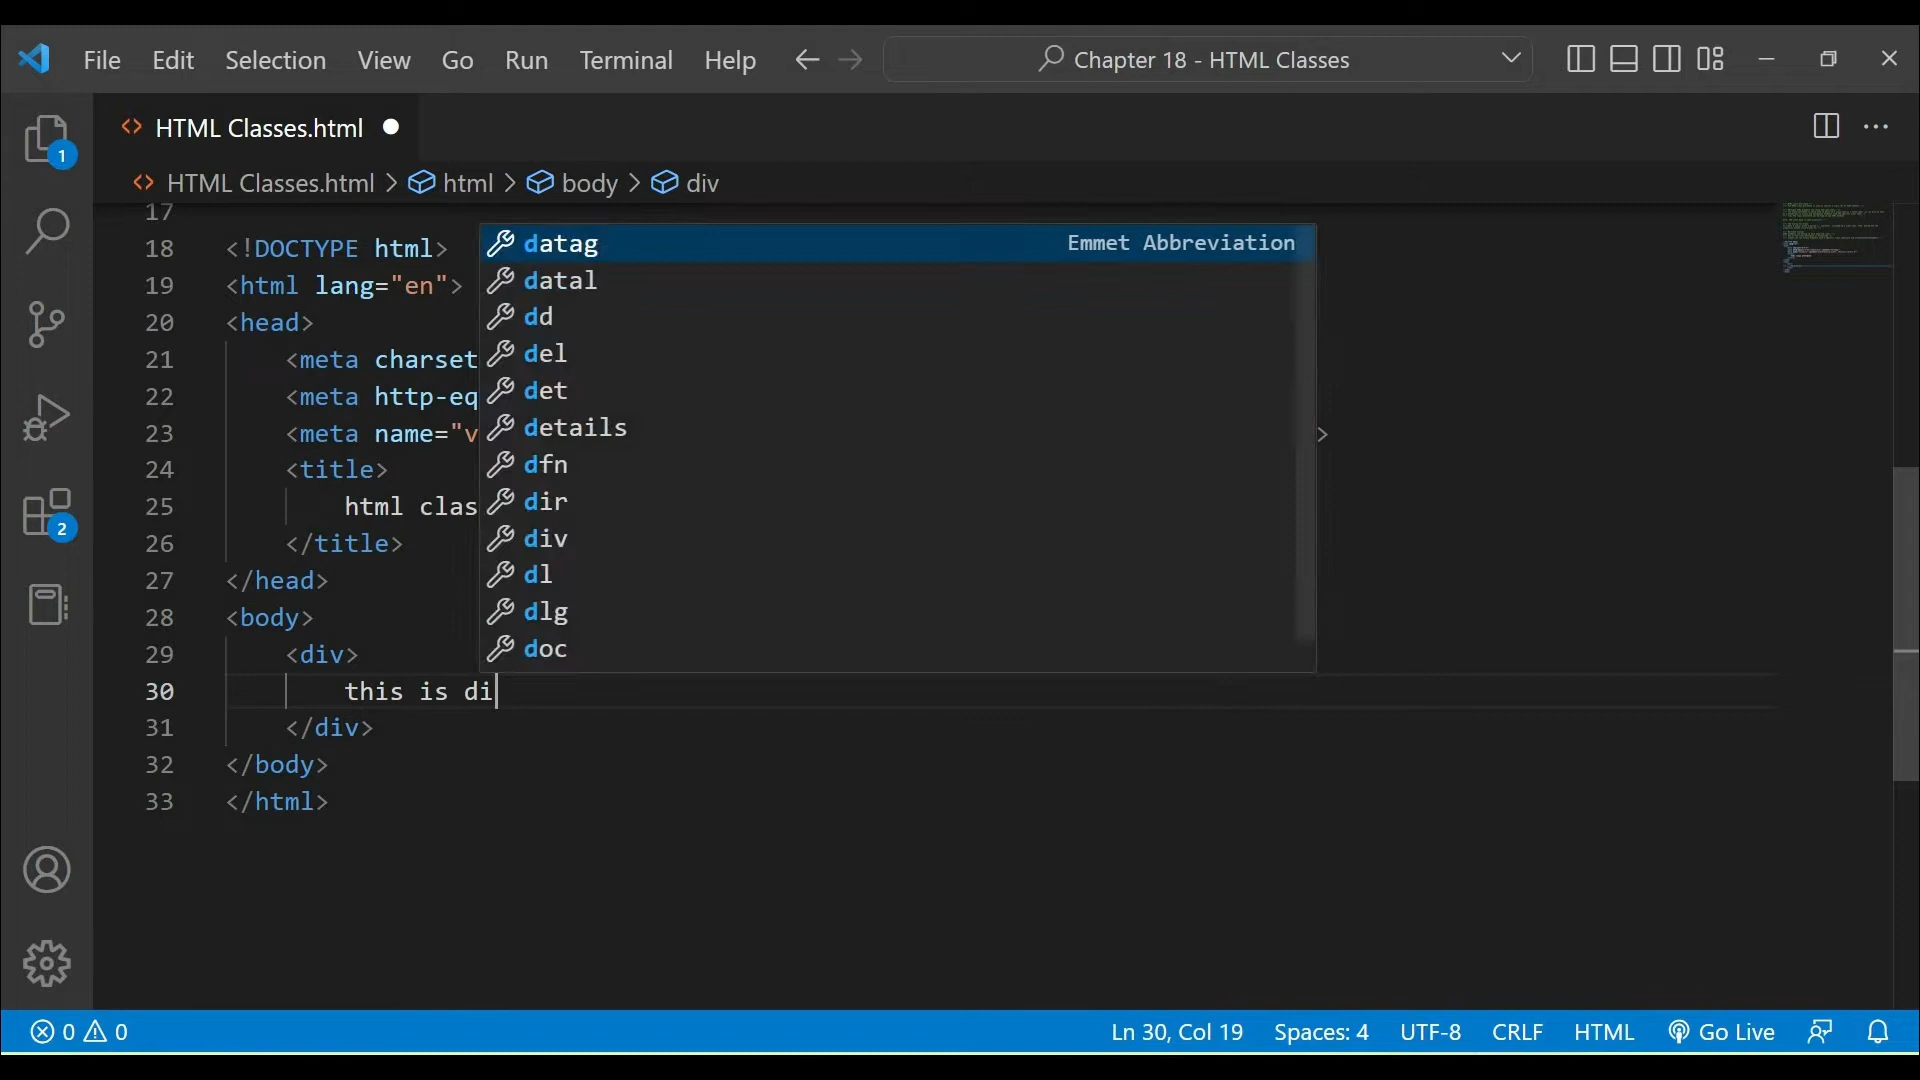 File Edit Selection View Go Run Terminal Help Chapter 18 - HTML Classes
HTML Classes.html
HTML Classes.html > html > body > div
17
18 <!DOCTYPE html>
19 <html lang="en">
20 <head>
21 <meta charset
22 <meta http-eq
23 <meta name="v
>
24 <title>
25 html clas
26 </title>
27 </head>
28 <body>
29 <div>
30 this is di
31 </div>
32 </body>
33 </html>
datag Emmet Abbreviation
datal
dd
del
det
details
dfn
dir
div
dl
dlg
doc
1
2
0 0 Ln 30, Col 19 Spaces: 4 UTF-8 CRLF HTML Go Live